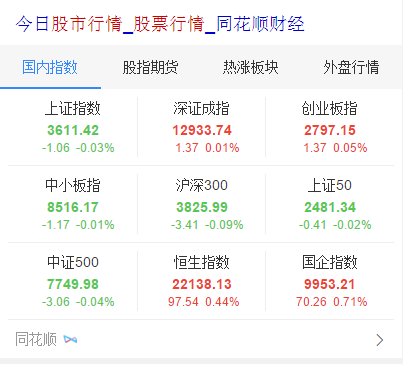 今日股市行情_股票行情_同花顺财经
国内指数 股指期货 热涨板块 外盘行情
上证指数 深证成指 创业板指
3611.42 12933.74 2797.15
-1.06 -0.03% 1.37 0.01% 1.37 0.05%
中小板指 沪深300 上证50
8516.17 3825.99 2481.34
-1.17 -0.01% -3.41 -0.09% -0.41 -0.02%
中证500 恒生指数 国企指数
7749.98 22138.13 9953.21
-3.06 -0.04% 97.54 0.44% 70.26 0.71%
同花顺